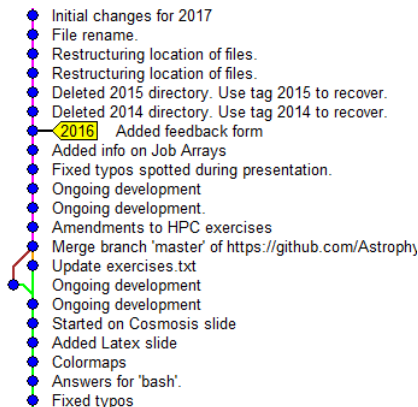 Initial changes for 2017
File rename.
Restructuring location of files.
Restructuring location of files.
Deleted 2015 directory. Use tag 2015 to recover.
Deleted 2014 directory. Use tag 2014 to recover.
2016 Added feedback form
Added info on Job Arrays
Fixed typos spotted during presentation.
Ongoing development
Ongoing development.
Amendments to HPC exercises
Merge branch 'master' of https://github.com/Astrophy
Update exercises.txt
Ongoing development
Ongoing development
Started on Cosmosis slide
Added Latex slide
Colormaps
Answers for 'bash'.
Fixed typos